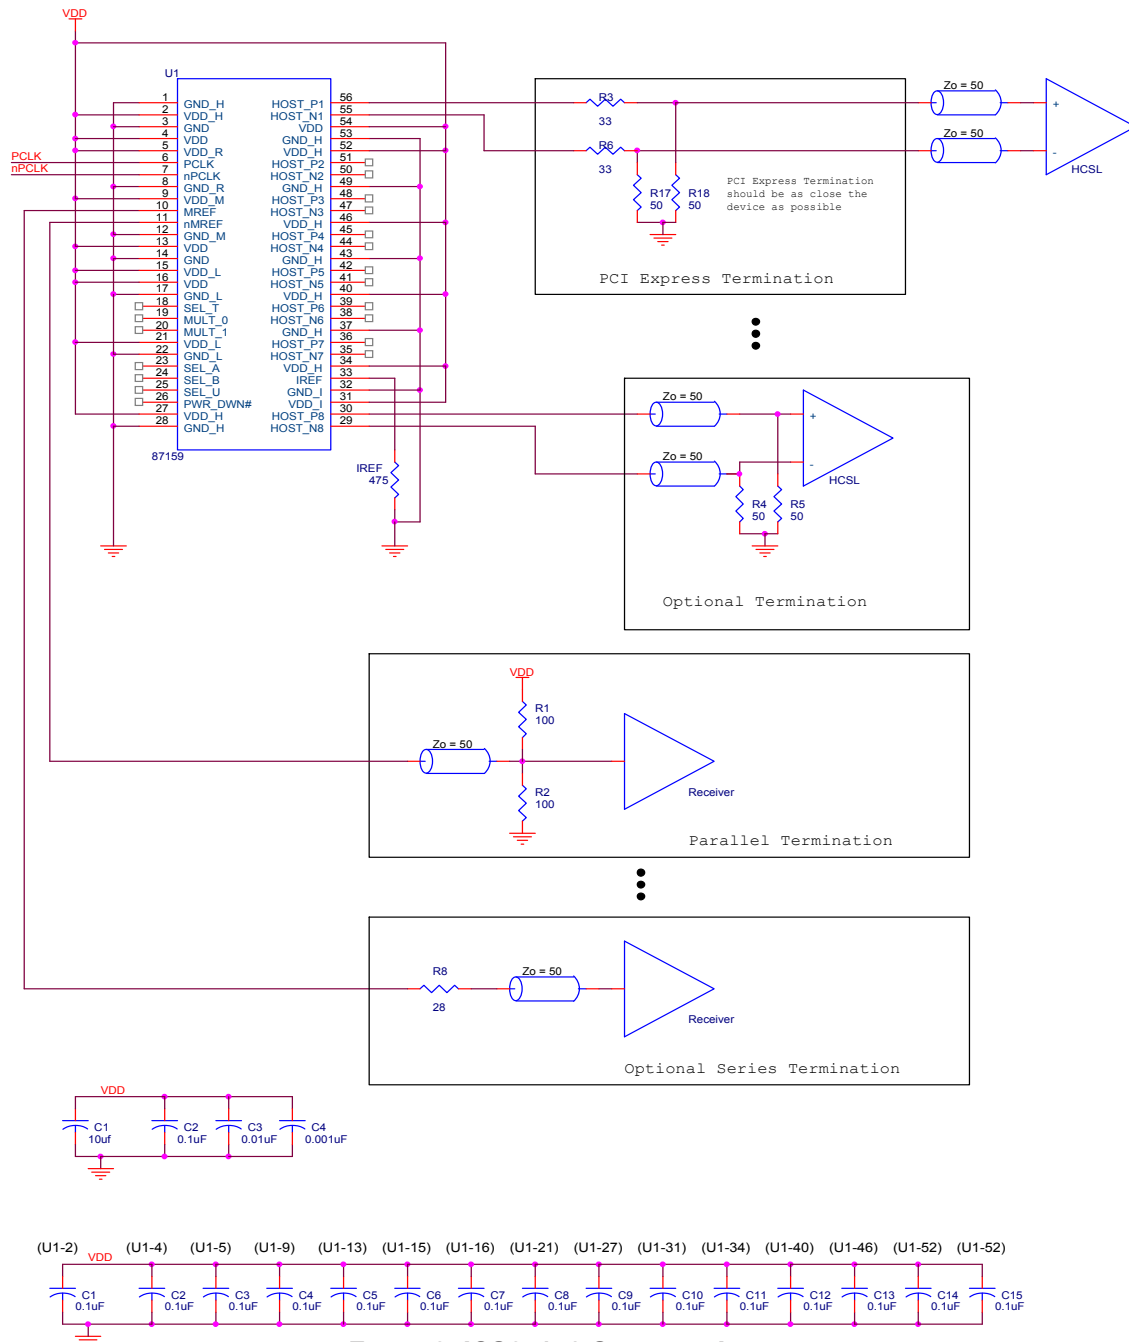 VDD
U1
1 GND_H HOST_P1 56
2 VDD_H HOST_N1 55
3 GND VDD 54
4 VDD GND_H 53
5 VDD_R VDD_H 52
PCLK 6 PCLK HOST_P2 51
nPCLK 7 nPCLK HOST_N2 50
8 GND_R GND_H 49
9 VDD_M HOST_P3 48
10 MREF HOST_N3 47
11 nMREF VDD_H 46
12 GND_M HOST_P4 45
13 VDD HOST_N4 44
14 GND GND_H 43
15 VDD_L HOST_P5 42
16 VDD HOST_N5 41
17 GND_L VDD_H 40
18 SEL_T HOST_P6 39
19 MULT_0 HOST_N6 38
20 MULT_1 GND_H 37
21 VDD_L HOST_P7 36
22 GND_L HOST_N7 35
23 SEL_A VDD_H 34
24 SEL_B IREF 33
25 SEL_U GND_I 32
26 PWR_DWN# VDD_I 31
27 VDD_H HOST_P8 30
28 GND_H HOST_N8 29
87159
IREF
475
R3
33
R6
33
R17
50
R18
50
PCI Express Termination
should be as close the
device as possible
PCI Express Termination
Zo = 50
Zo = 50
+
-
HCSL
Zo = 50
Zo = 50
+
-
HCSL
R4
50
R5
50
Optional Termination
VDD
R1
100
Zo = 50
R2
100
Receiver
Parallel Termination
R8
28
Zo = 50
Receiver
Optional Series Termination
VDD
C1
10uf
C2
0.1uF
C3
0.01uF
C4
0.001uF
(U1-2) (U1-4) (U1-5) (U1-9) (U1-13) (U1-15) (U1-16) (U1-21) (U1-27) (U1-31) (U1-34) (U1-40) (U1-46) (U1-52) (U1-52)
VDD
C1 C2 C3 C4 C5 C6 C7 C8 C9 C10 C11 C12 C13 C14 C15
0.1uF 0.1uF 0.1uF 0.1uF 0.1uF 0.1uF 0.1uF 0.1uF 0.1uF 0.1uF 0.1uF 0.1uF 0.1uF 0.1uF 0.1uF